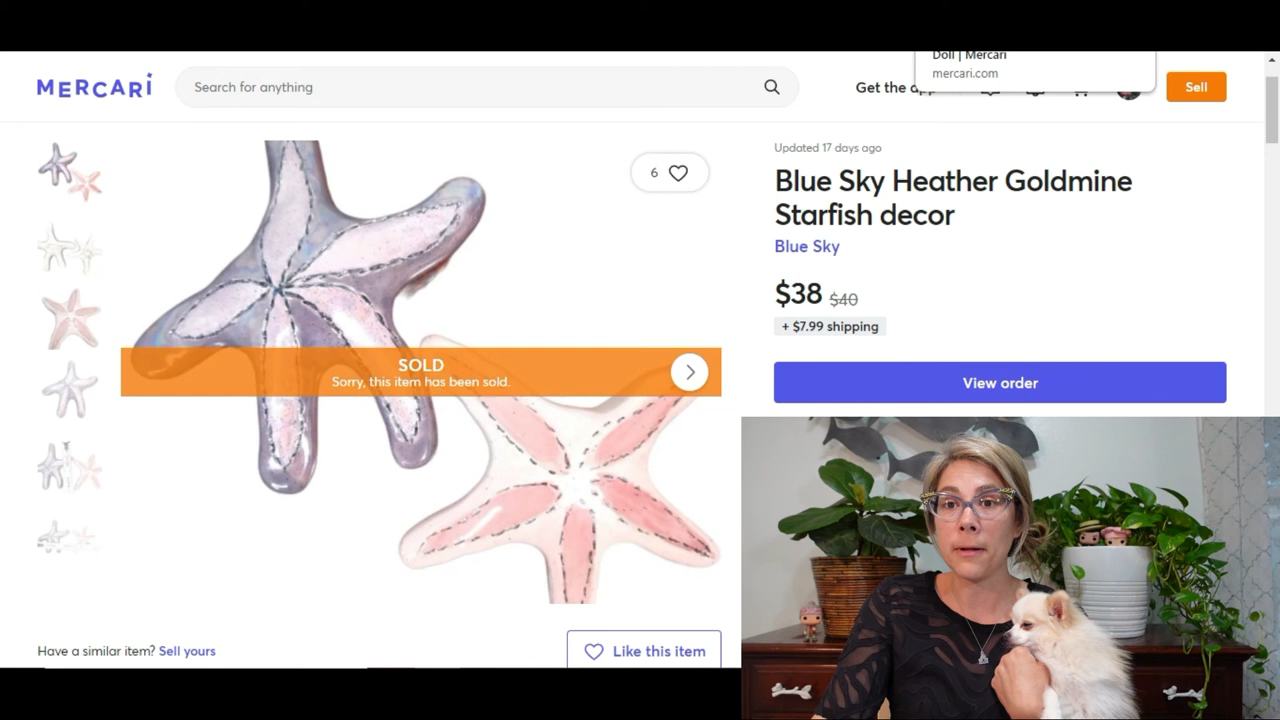 Doll | Mercari
mercari.com
MERCARI
Search for anything
Get the app
Sell
6
Updated 17 days ago
Blue Sky Heather Goldmine
Starfish decor
Blue Sky
$38 $40
+ $7.99 shipping
SOLD
Sorry, this item has been sold.
View order
Have a similar item? Sell yours
Like this item